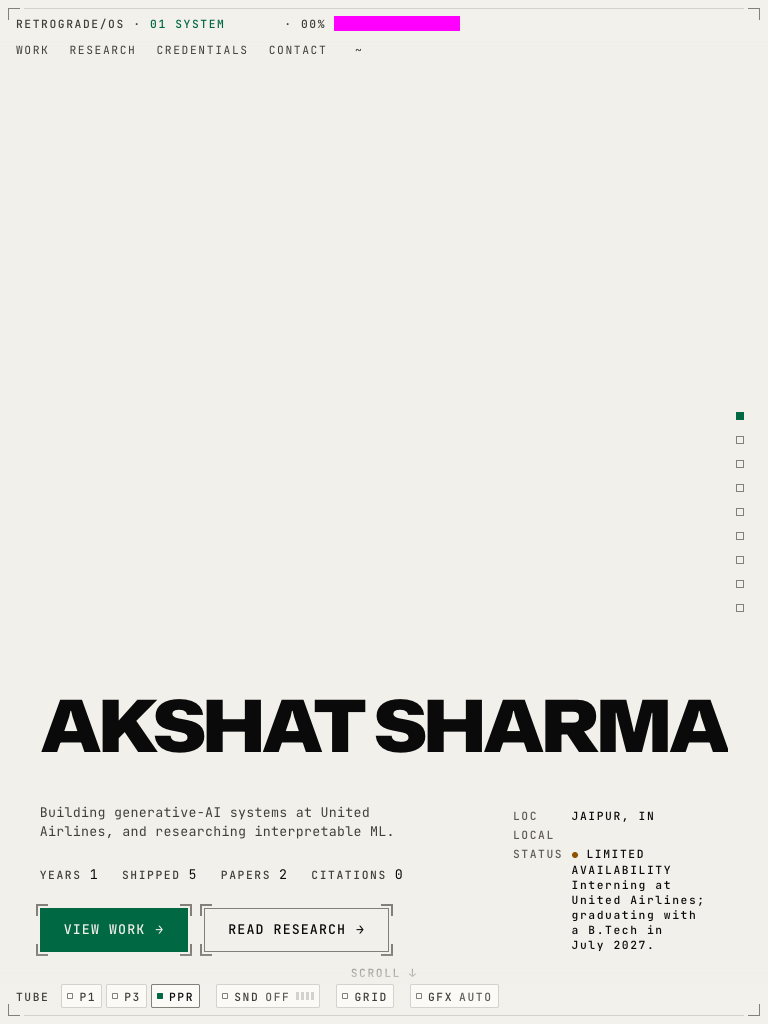 RETROGRADE/OS · 01 SYSTEM · 00%
WORK RESEARCH CREDENTIALS CONTACT ~
AKSHAT SHARMA
Building generative-AI systems at United
Airlines, and researching interpretable ML.
YEARS 1 SHIPPED 5 PAPERS 2 CITATIONS 0
VIEW WORK → READ RESEARCH →
LOC JAIPUR, IN
LOCAL
STATUS ● LIMITED
AVAILABILITY
Interning at
United Airlines;
graduating with
a B.Tech in
July 2027.
SCROLL ↓
TUBE P1 P3 PPR SND OFF GRID GFX AUTO